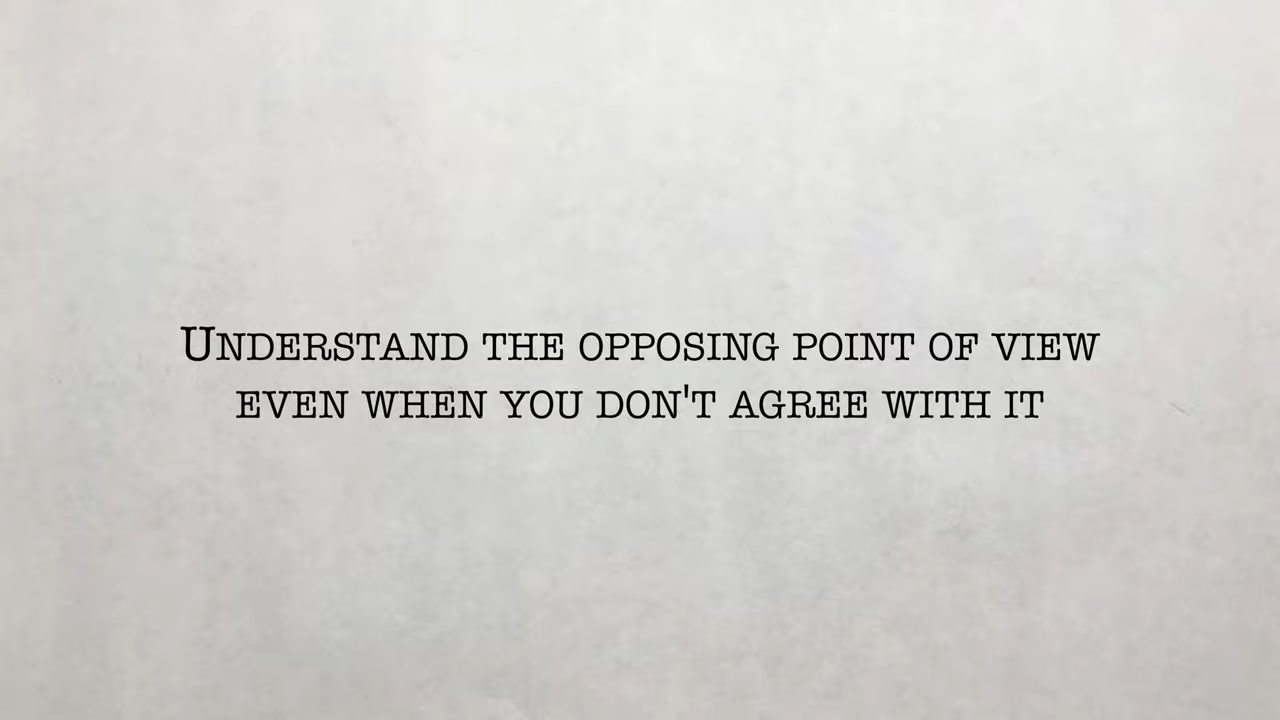 Understand the opposing point of view
even when you don't agree with it